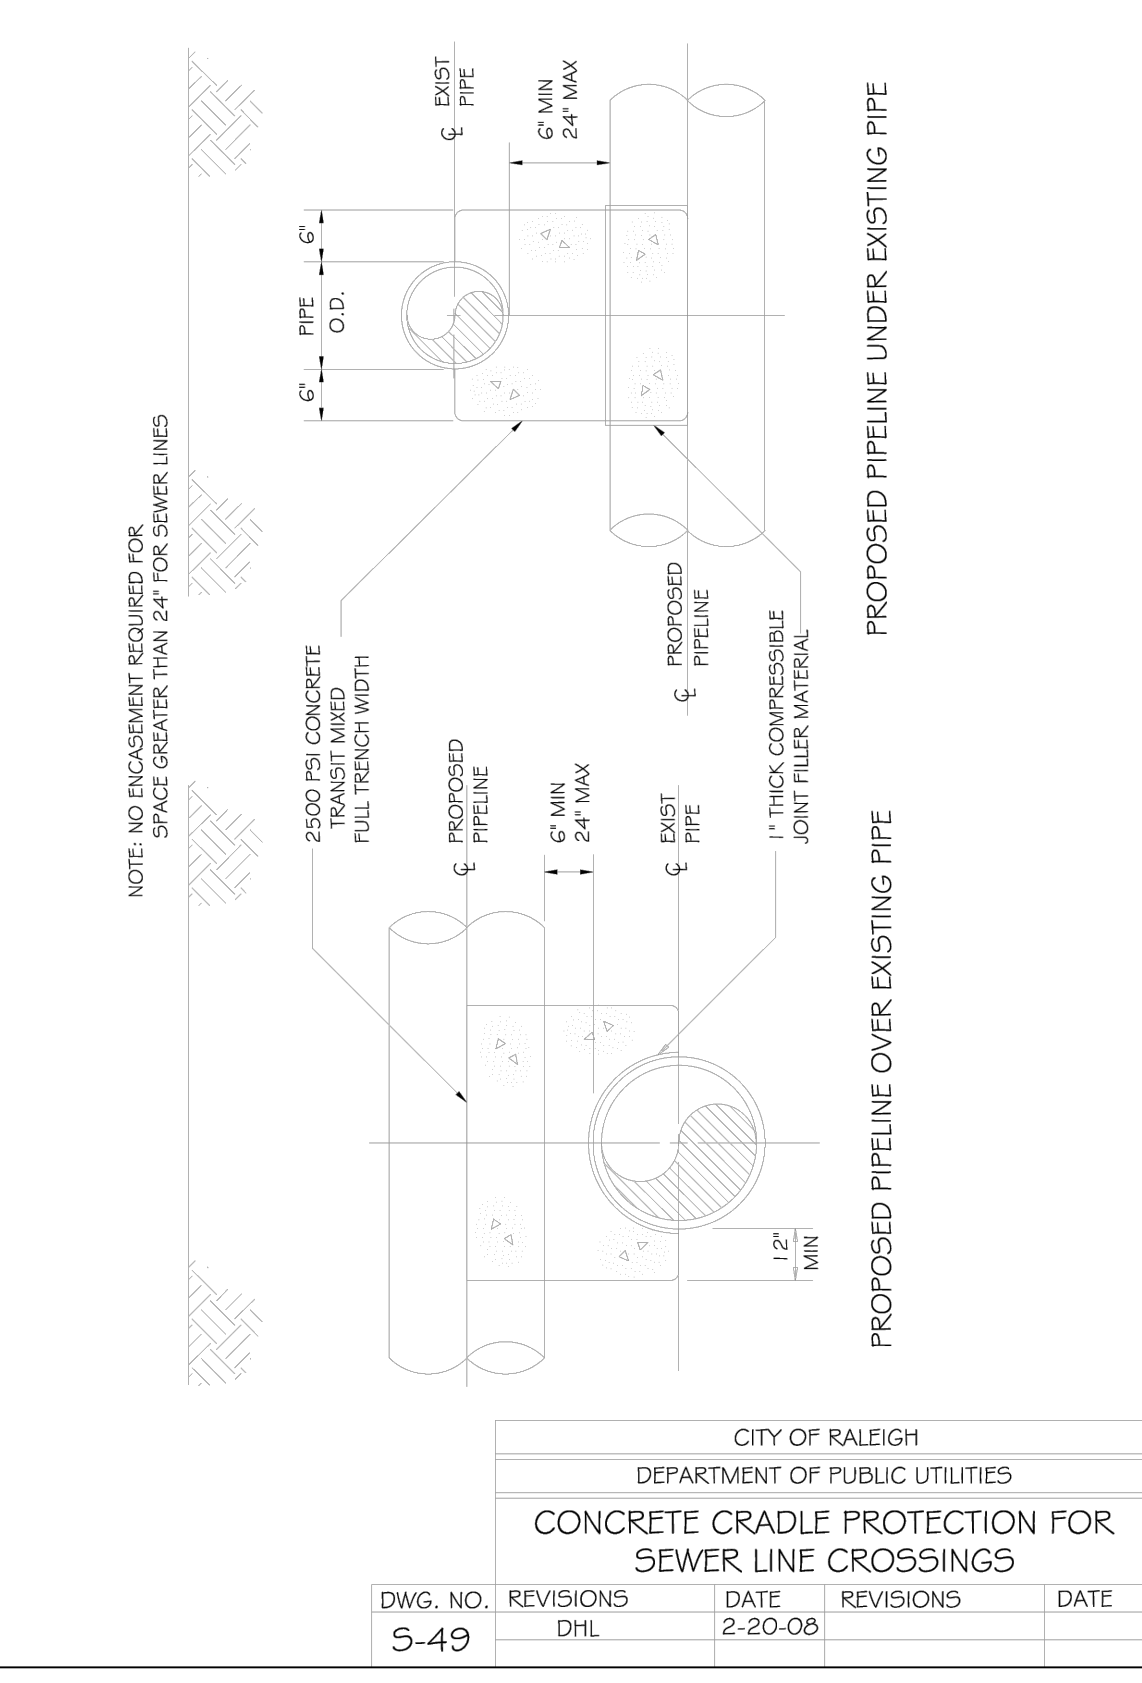 NOTE: NO ENCASEMENT REQUIRED FOR
SPACE GREATER THAN 24" FOR SEWER LINES
2500 PSI CONCRETE
TRANSIT MIXED
FULL TRENCH WIDTH
PROPOSED
PIPELINE
℄
6" MIN
24" MAX
EXIST
PIPE
℄
1" THICK COMPRESSIBLE
JOINT FILLER MATERIAL
12"
MIN
PROPOSED PIPELINE OVER EXISTING PIPE
6"
PIPE
O.D.
6"
EXIST
PIPE
℄
6" MIN
24" MAX
PROPOSED
PIPELINE
℄
PROPOSED PIPELINE UNDER EXISTING PIPE
CITY OF RALEIGH
DEPARTMENT OF PUBLIC UTILITIES
CONCRETE CRADLE PROTECTION FOR
SEWER LINE CROSSINGS
DWG. NO. REVISIONS DATE REVISIONS DATE
S-49 DHL 2-20-08